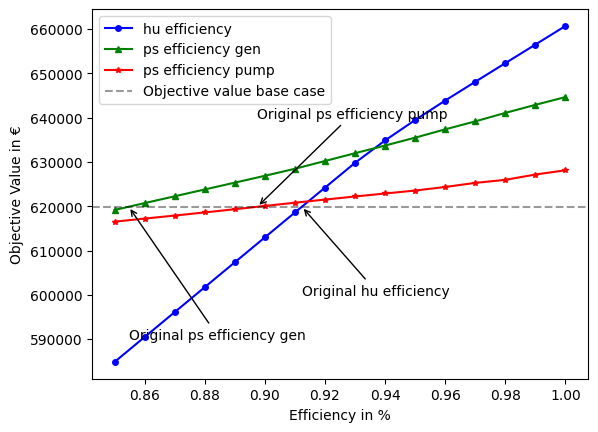 hu efficiency
ps efficiency gen
ps efficiency pump
Objective value base case
Original ps efficiency pump
Original hu efficiency
Original ps efficiency gen
Objective Value in €
660000
650000
640000
630000
620000
610000
600000
590000
0.86 0.88 0.90 0.92 0.94 0.96 0.98 1.00
Efficiency in %